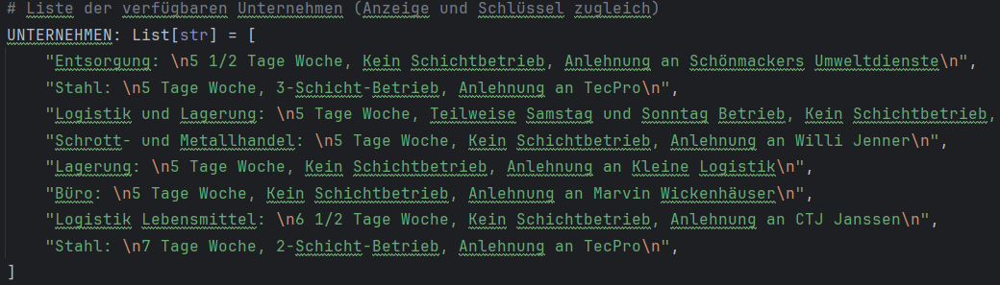 # Liste der verfügbaren Unternehmen (Anzeige und Schlüssel zugleich)
UNTERNEHMEN: List[str] = [
"Entsorgung: \n5 1/2 Tage Woche, Kein Schichtbetrieb, Anlehnung an Schönmackers Umweltdienste\n",
"Stahl: \n5 Tage Woche, 3-Schicht-Betrieb, Anlehnung an TecPro\n",
"Logistik und Lagerung: \n5 Tage Woche, Teilweise Samstag und Sonntag Betrieb, Kein Schichtbetrieb,
"Schrott- und Metallhandel: \n5 Tage Woche, Kein Schichtbetrieb, Anlehnung an Willi Jenner\n",
"Lagerung: \n5 Tage Woche, Kein Schichtbetrieb, Anlehnung an Kleine Logistik\n",
"Büro: \n5 Tage Woche, Kein Schichtbetrieb, Anlehnung an Marvin Wickenhäuser\n",
"Logistik Lebensmittel: \n6 1/2 Tage Woche, Kein Schichtbetrieb, Anlehnung an CTJ Janssen\n",
"Stahl: \n7 Tage Woche, 2-Schicht-Betrieb, Anlehnung an TecPro\n",
]